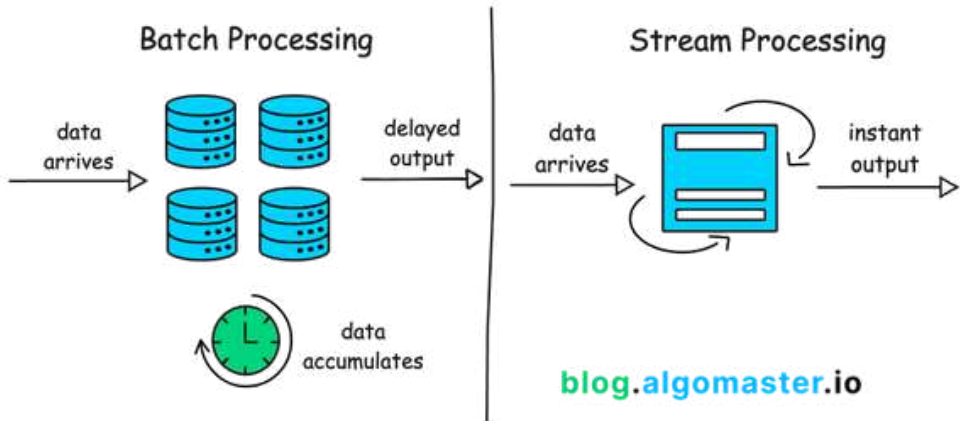 Batch Processing
data
arrives
delayed
output
data
accumulates
Stream Processing
data
arrives
instant
output
blog.algomaster.io